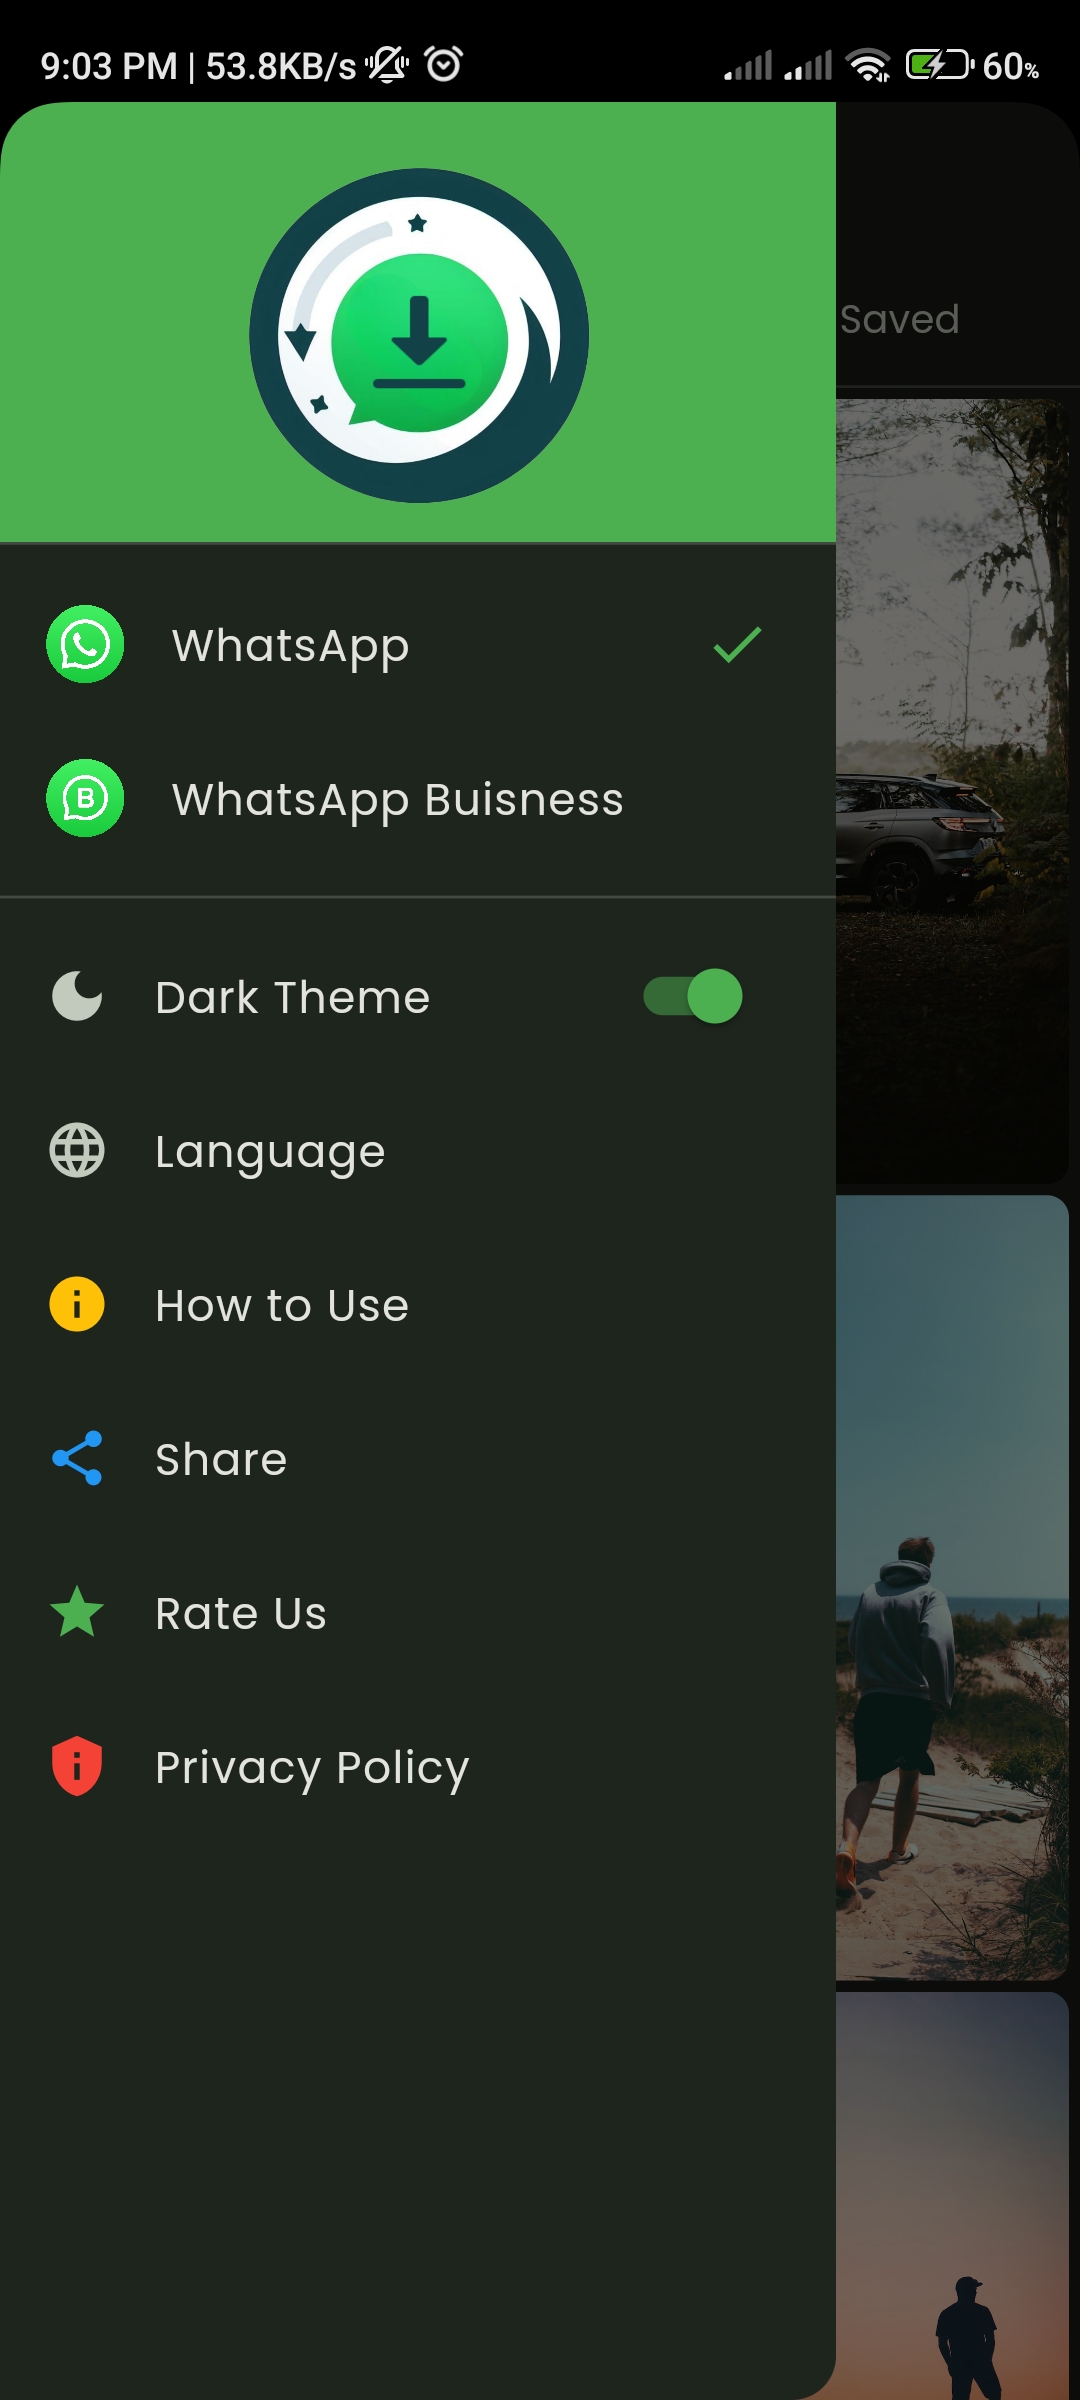 9:03 PM | 53.8KB/s 60%
Saved
WhatsApp
B WhatsApp Buisness
Dark Theme
Language
How to Use
Share
Rate Us
Privacy Policy